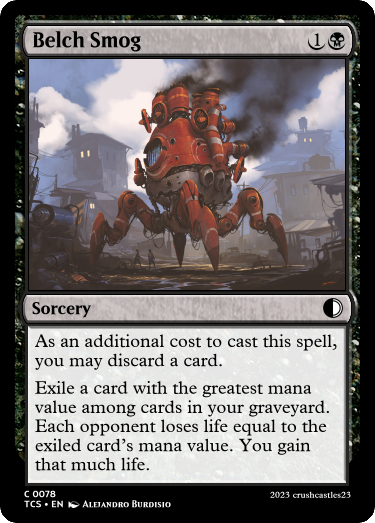 Belch Smog 1
Sorcery
As an additional cost to cast this spell,
you may discard a card.
Exile a card with the greatest mana
value among cards in your graveyard.
Each opponent loses life equal to the
exiled card's mana value. You gain
that much life.
C 0078
TCS • EN Alejandro Burdisio 2023 crushcastles23